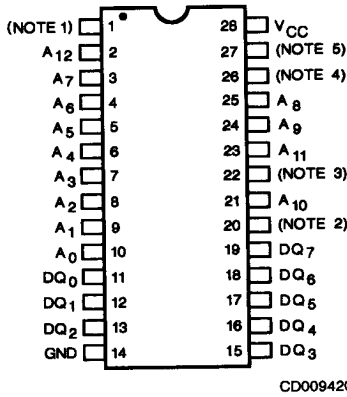 (NOTE 1) 1 28 VCC
A12 2 27 (NOTE 5)
A7 3 26 (NOTE 4)
A6 4 25 A8
A5 5 24 A9
A4 6 23 A11
A3 7 22 (NOTE 3)
A2 8 21 A10
A1 9 20 (NOTE 2)
A0 10 19 DQ7
DQ0 11 18 DQ6
DQ1 12 17 DQ5
DQ2 13 16 DQ4
GND 14 15 DQ3